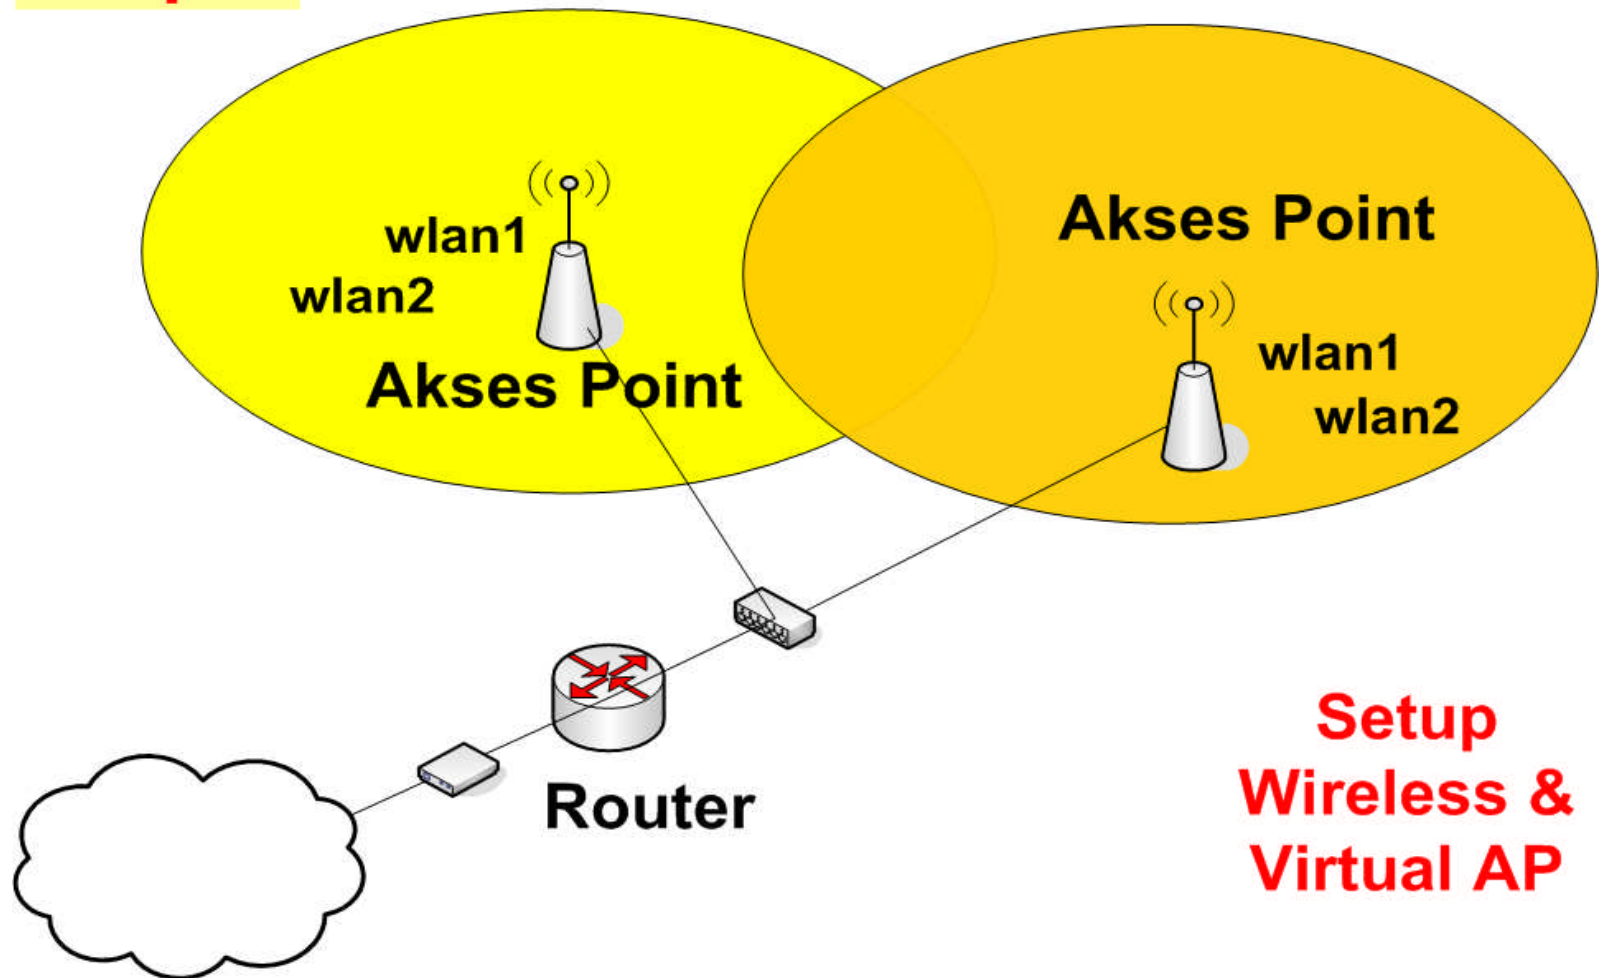 wlan1
wlan2
Akses Point
Akses Point
wlan1
wlan2
Router
Setup
Wireless &
Virtual AP